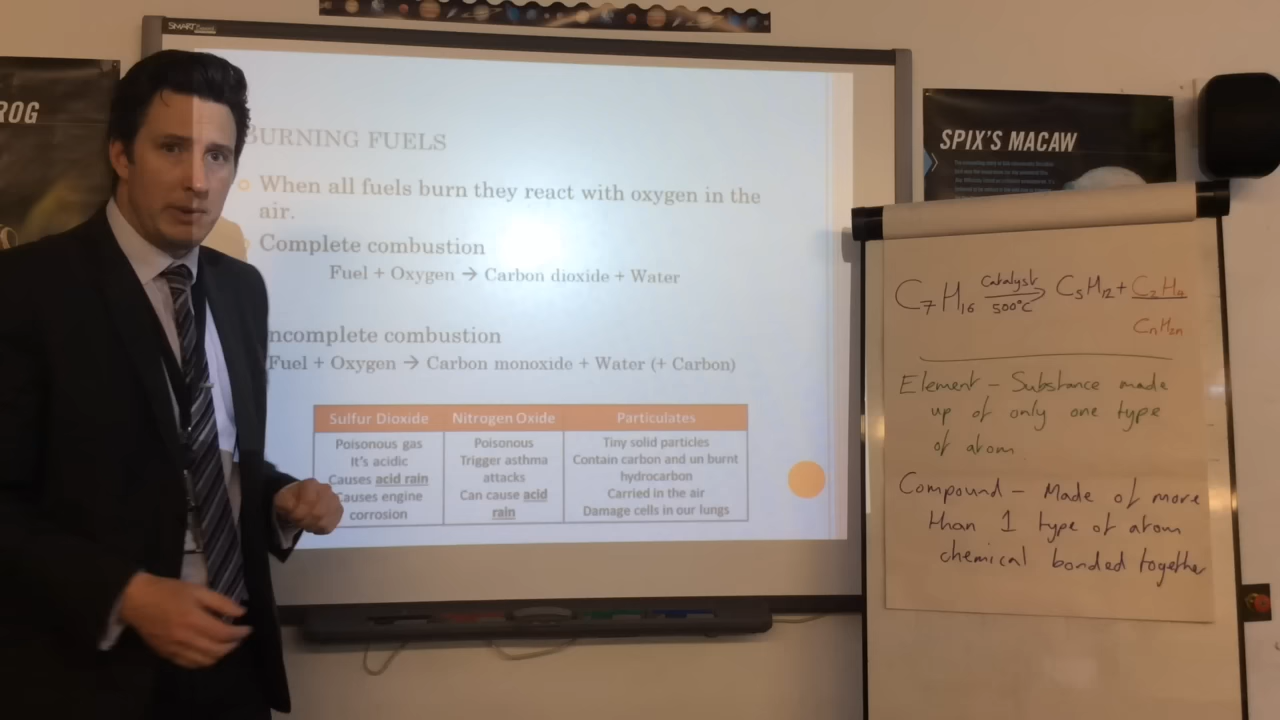 SMART
ROG
BURNING FUELS
When all fuels burn they react with oxygen in the
air.
Complete combustion
Fuel + Oxygen → Carbon dioxide + Water
ncomplete combustion
Fuel + Oxygen → Carbon monoxide + Water (+ Carbon)
Sulfur Dioxide Nitrogen Oxide Particulates
Poisonous gas
It's acidic
Causes acid rain
Causes engine
corrosion
Poisonous
Trigger asthma
attacks
Can cause acid
rain
Tiny solid particles
Contain carbon and un burnt
hydrocarbon
Carried in the air
Damage cells in our lungs
SPIX'S MACAW
C7H16 Catalyst → 500°C C5H12 + C2H4
CnH2n
Element – Substance made
up of only one type
of atom
Compound – Made of more
than 1 type of atom
chemical bonded together